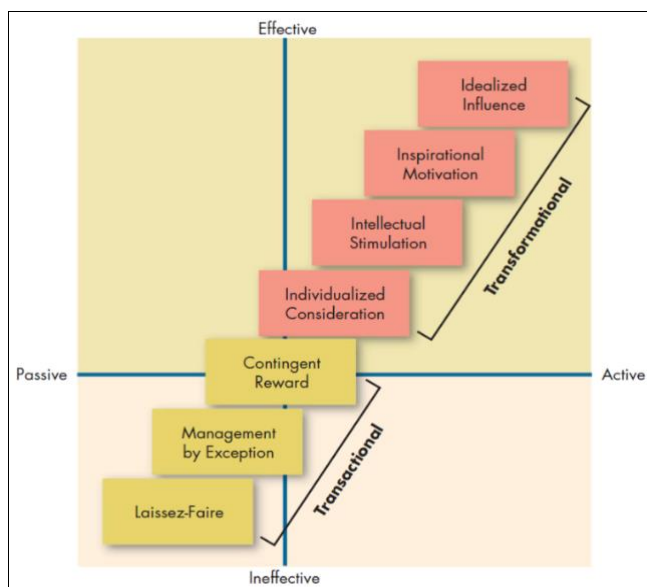 Effective
Idealized
Influence
Inspirational
Motivation
Intellectual
Stimulation
Transformational
Individualized
Consideration
Contingent
Reward
Passive
Active
Management
by Exception
Transactional
Laissez-Faire
Ineffective